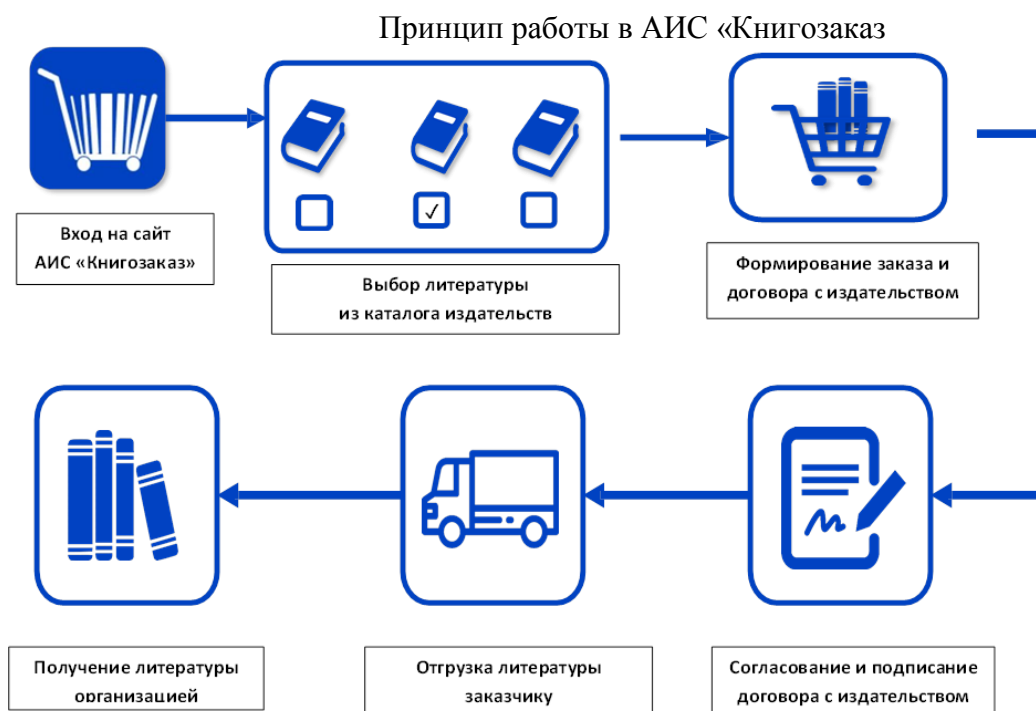 Принцип работы в АИС «Книгозаказ
Вход на сайт
АИС «Книгозаказ»
Выбор литературы
из каталога издательств
Формирование заказа и
договора с издательством
Получение литературы
организацией
Отгрузка литературы
заказчику
Согласование и подписание
договора с издательством